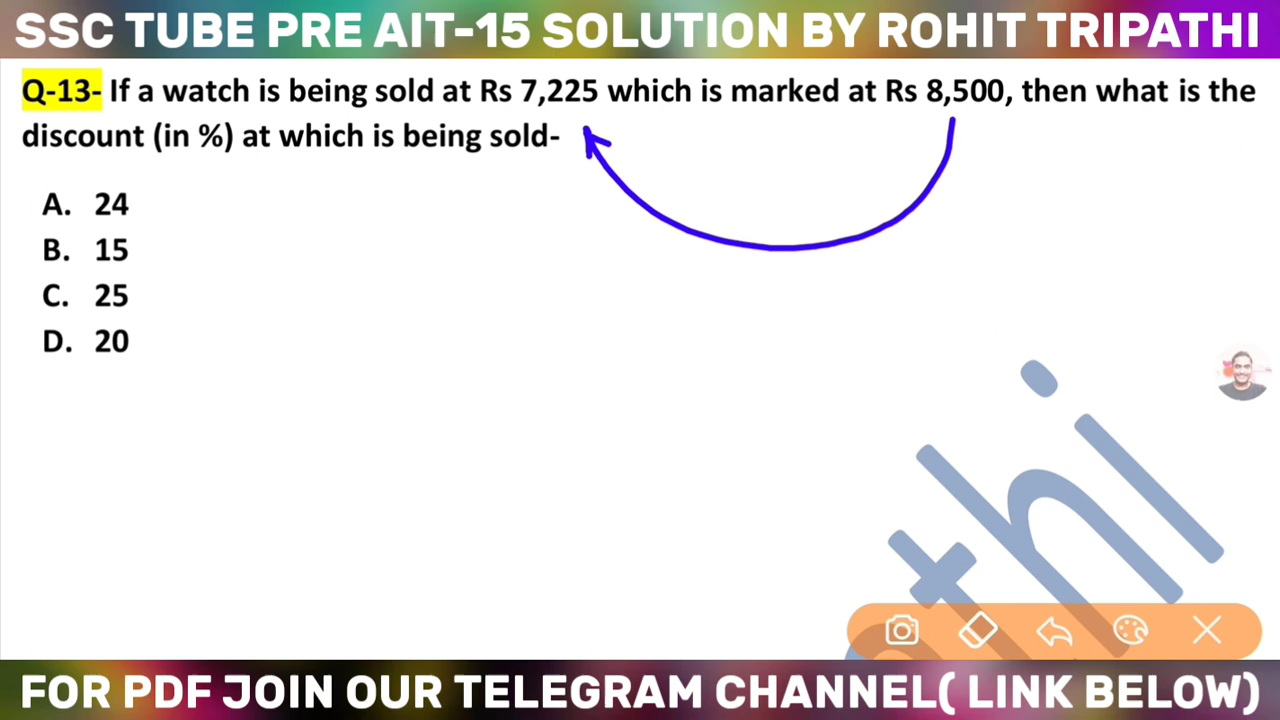 SSC TUBE PRE AIT-15 SOLUTION BY ROHIT TRIPATHI
Q-13- If a watch is being sold at Rs 7,225 which is marked at Rs 8,500, then what is the
discount (in %) at which is being sold-
A. 24
B. 15
C. 25
D. 20
thi
FOR PDF JOIN OUR TELEGRAM CHANNEL( LINK BELOW)